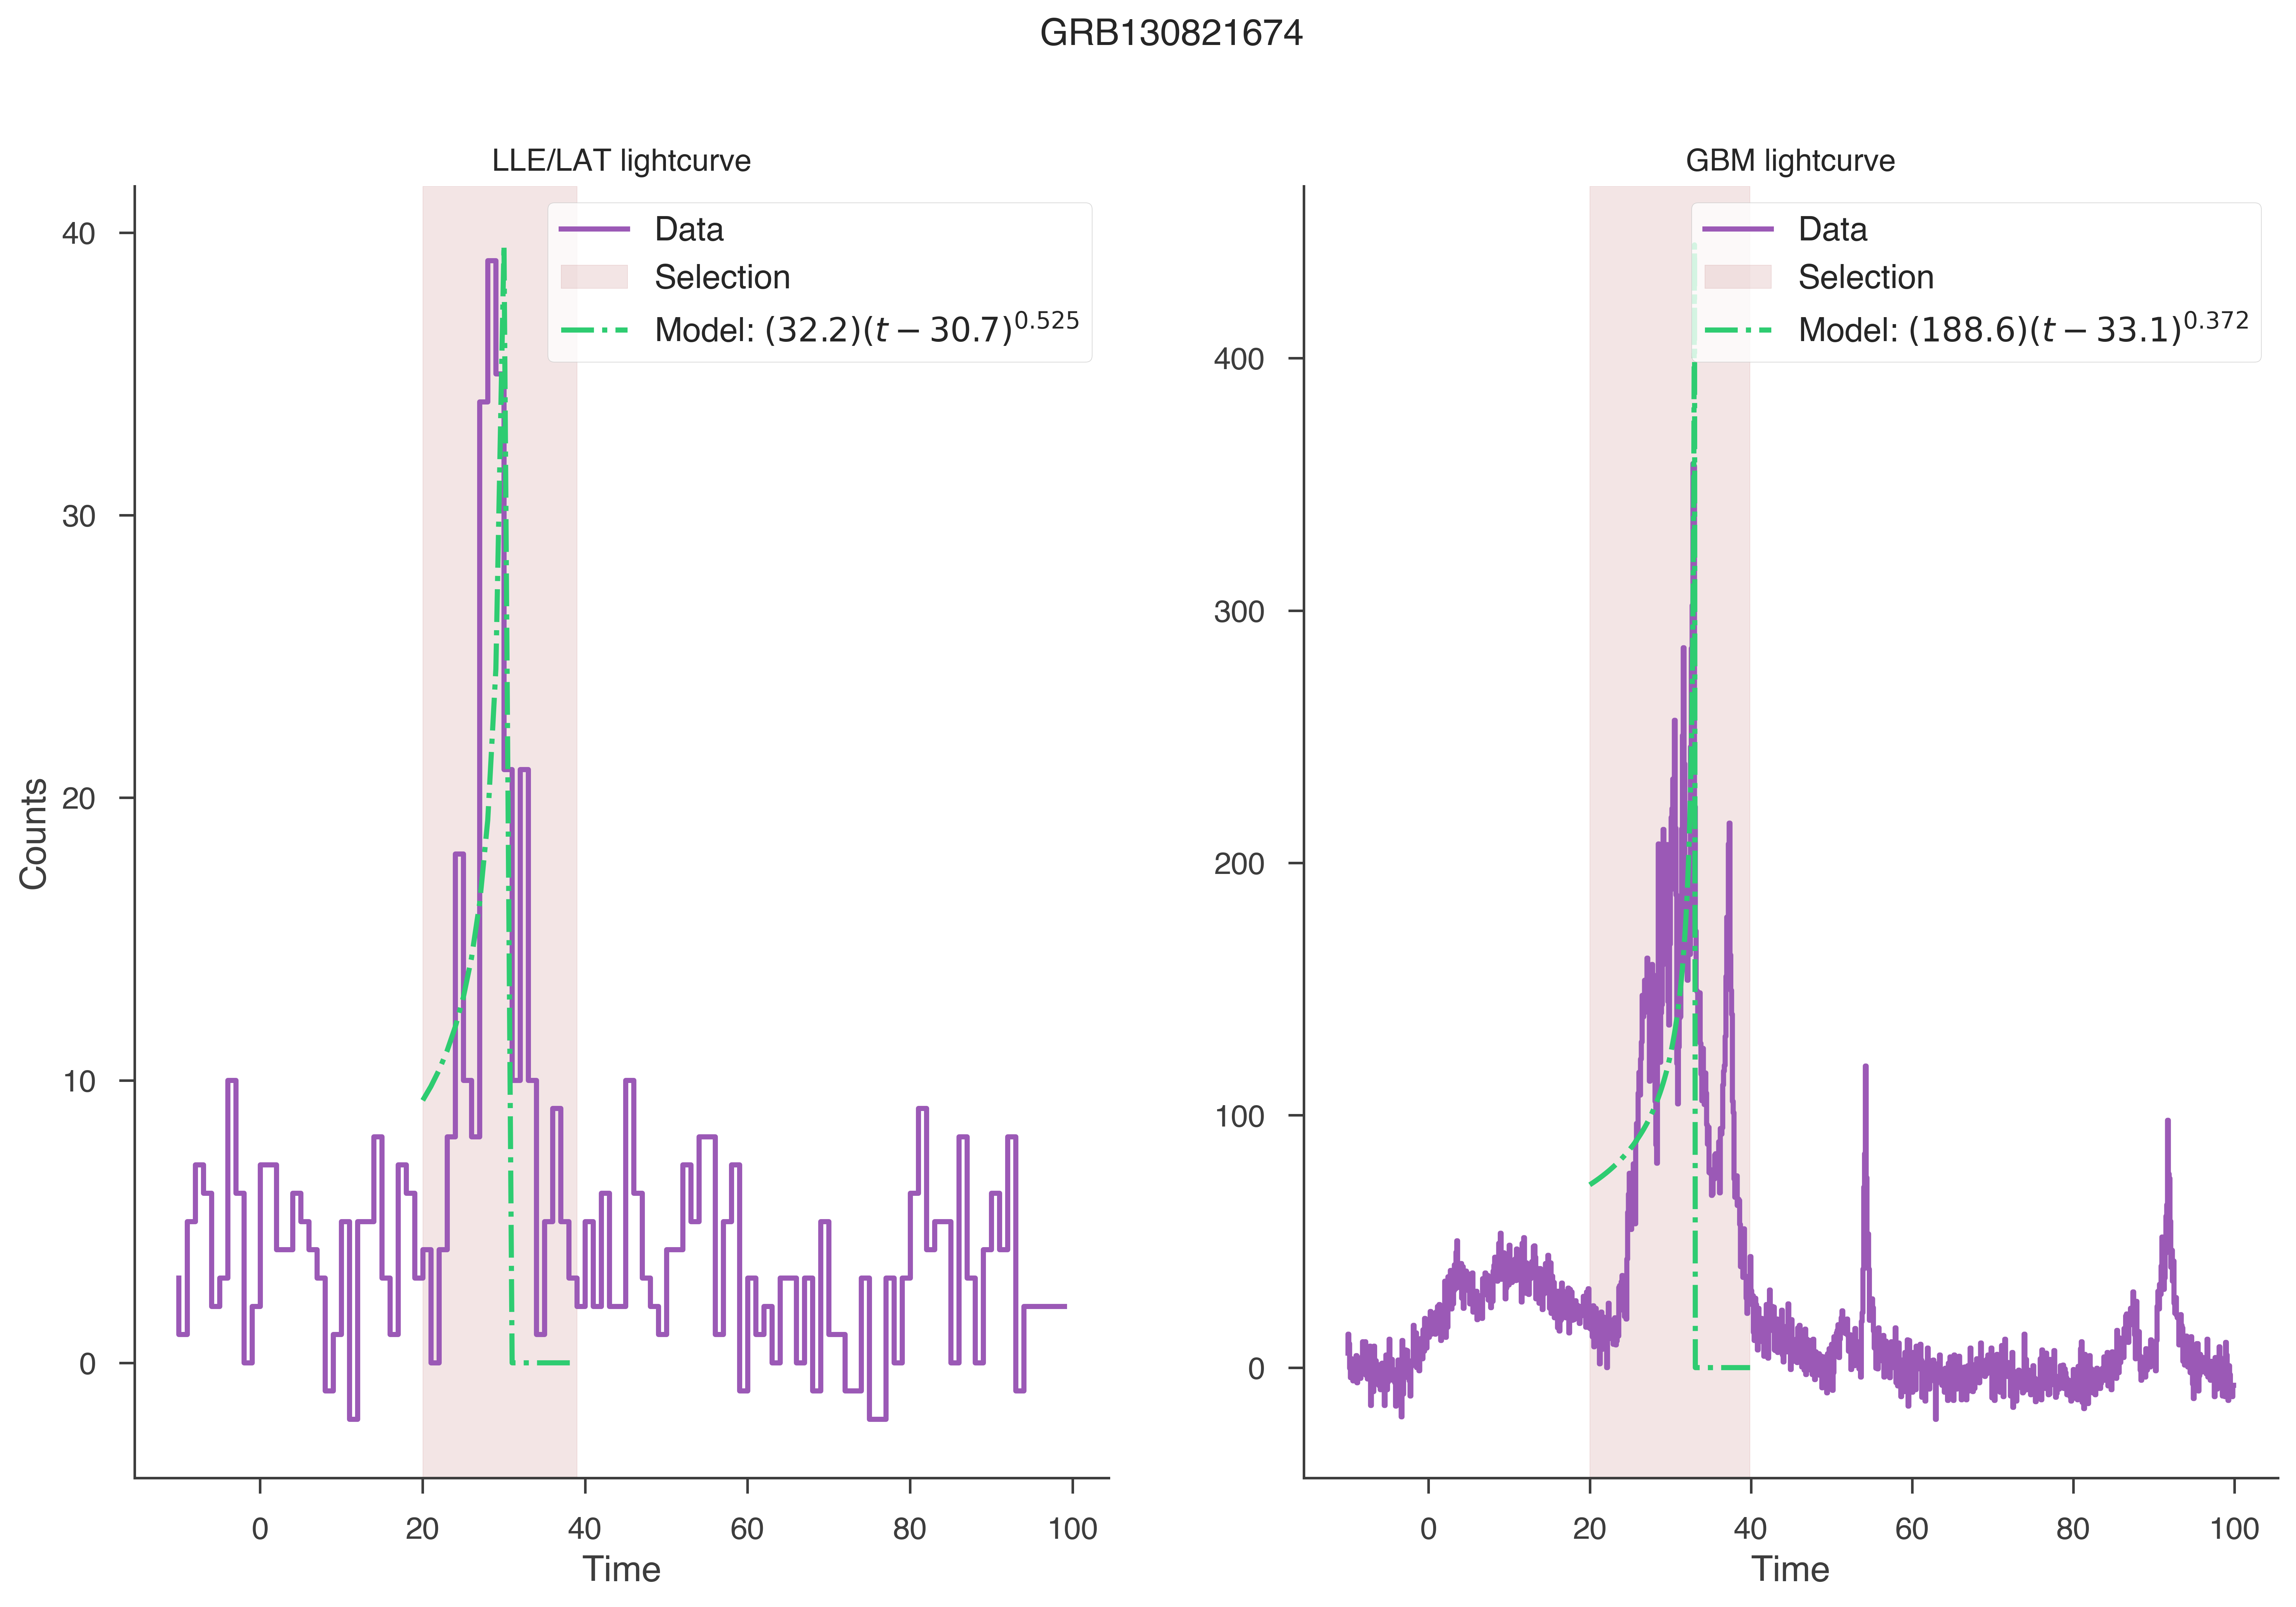 GRB130821674
LLE/LAT lightcurve
Data
Selection
Model: (32.2)(t − 30.7)^0.525
40
30
20
10
0
Counts
0 20 40 60 80 100
Time
GBM lightcurve
Data
Selection
Model: (188.6)(t − 33.1)^0.372
400
300
200
100
0
0 20 40 60 80 100
Time